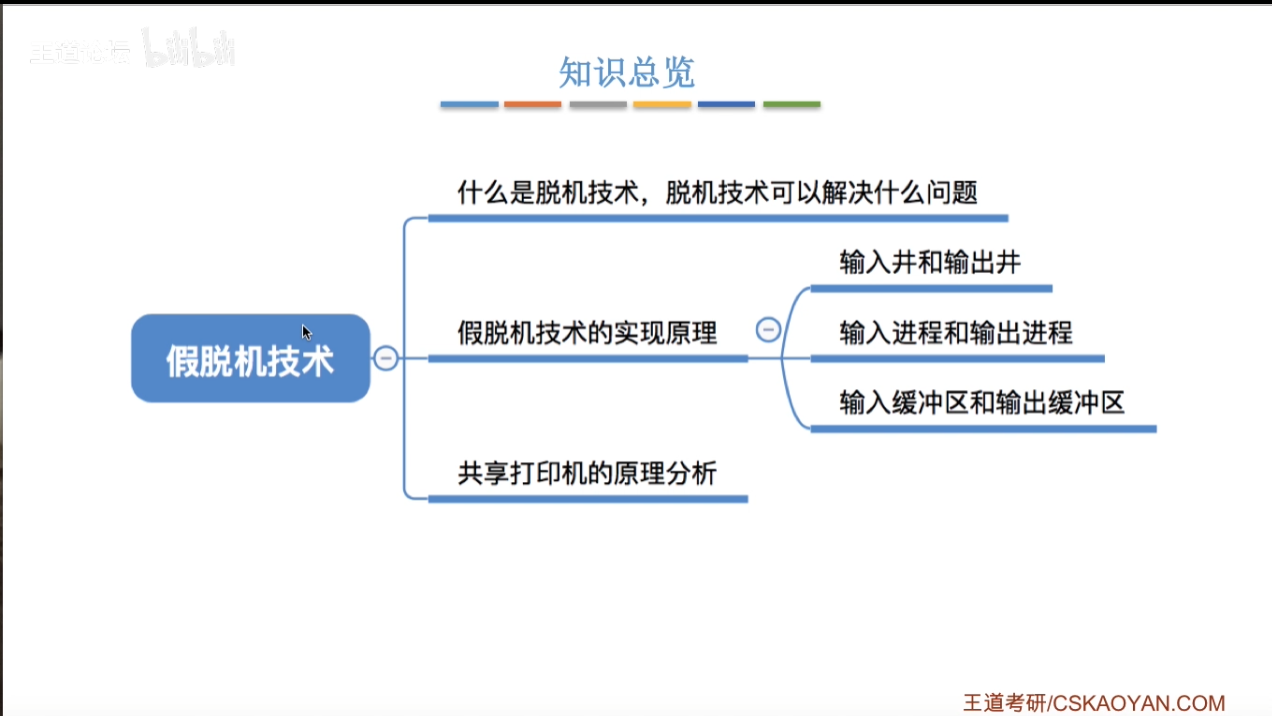 王道论坛 bilibili
知识总览
什么是脱机技术，脱机技术可以解决什么问题
输入井和输出井
假脱机技术的实现原理
输入进程和输出进程
假脱机技术
输入缓冲区和输出缓冲区
共享打印机的原理分析
王道考研/CSKAOYAN.COM